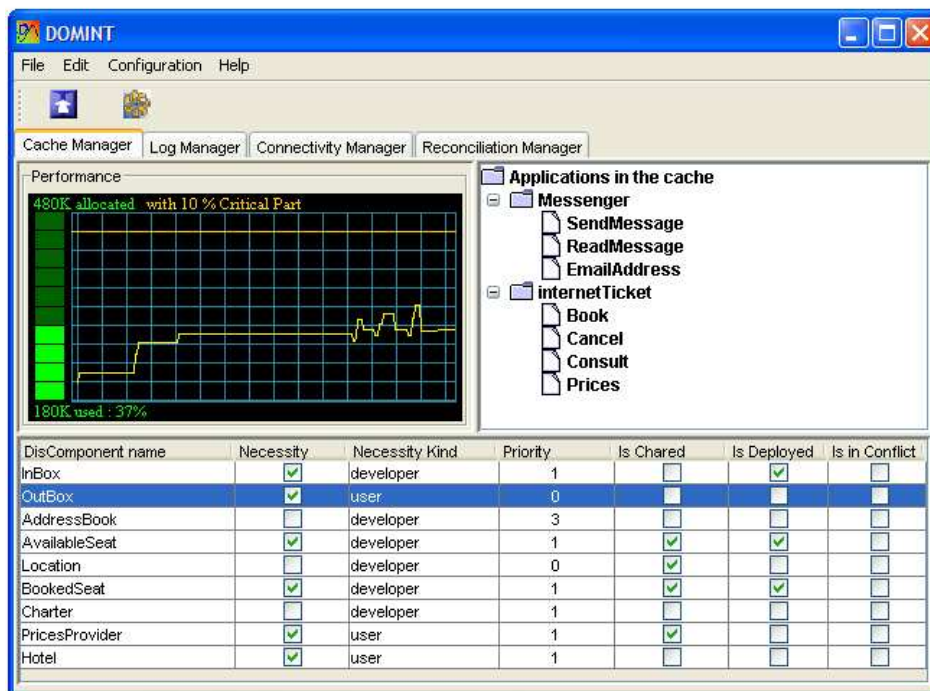 DOMINT
File Edit Configuration Help
Cache Manager Log Manager Connectivity Manager Reconciliation Manager
Performance
480K allocated with 10 % Critical Part
180K used : 37%
Applications in the cache
Messenger
SendMessage
ReadMessage
EmailAddress
internetTicket
Book
Cancel
Consult
Prices
DisComponent name Necessity Necessity Kind Priority Is Shared Is Deployed Is in Conflict
InBox developer 1
OutBox user 0
AddressBook developer 3
AvailableSeat developer 1
Location developer 0
BookedSeat developer 1
Charter developer 1
PricesProvider user 1
Hotel user 1